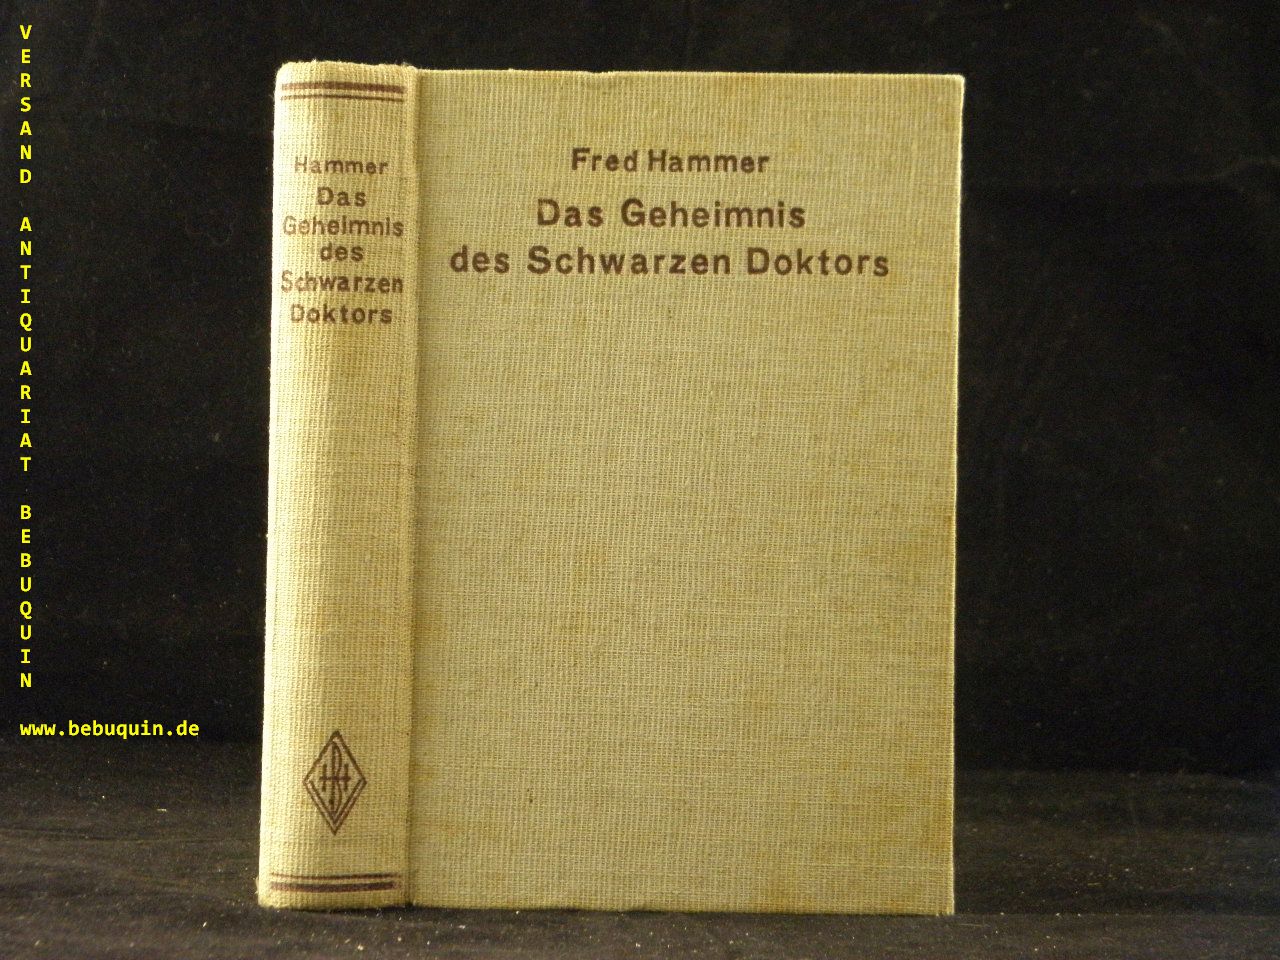 VERSAND ANTIQUARIAT BEBUQUIN
www.bebuquin.de
Hammer
Das
Geheimnis
des
Schwarzen
Doktors
Fred Hammer
Das Geheimnis
des Schwarzen Doktors